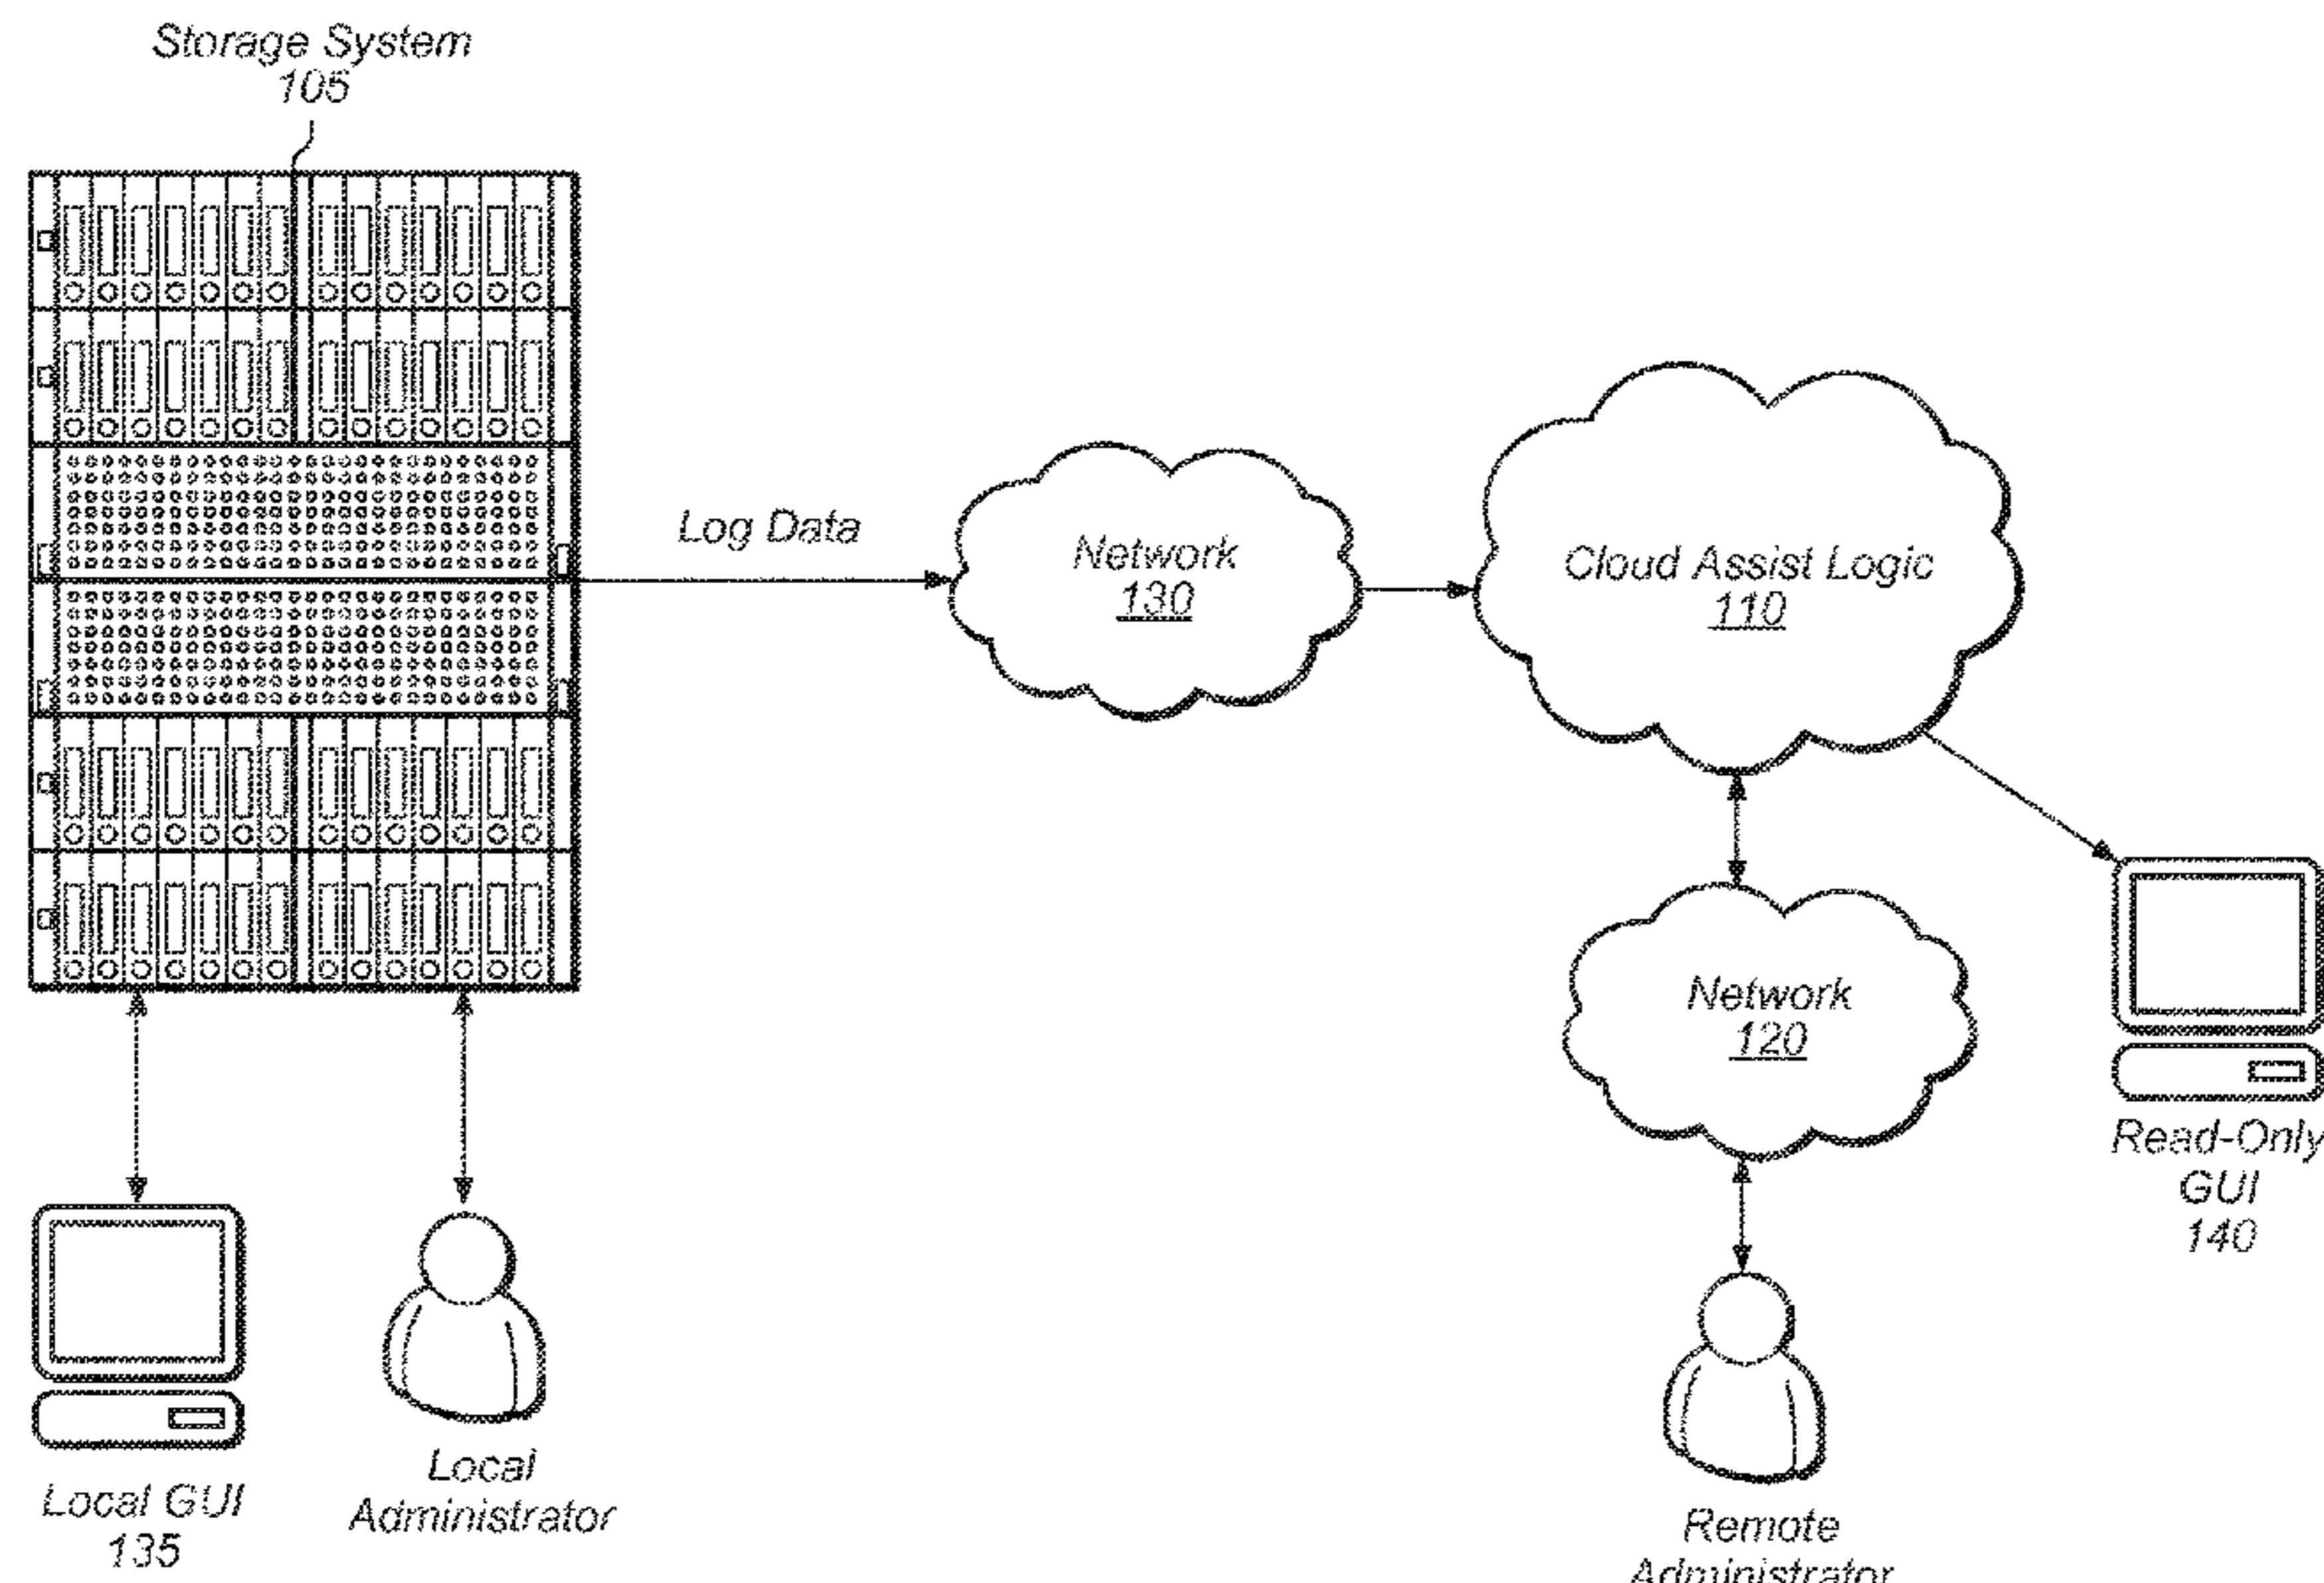 Storage System
105
Log Data
Network
130
Cloud Assist Logic
110
Network
120
Read-Only
GUI
140
Local GUI
135
Local
Administrator
Remote
Administrator